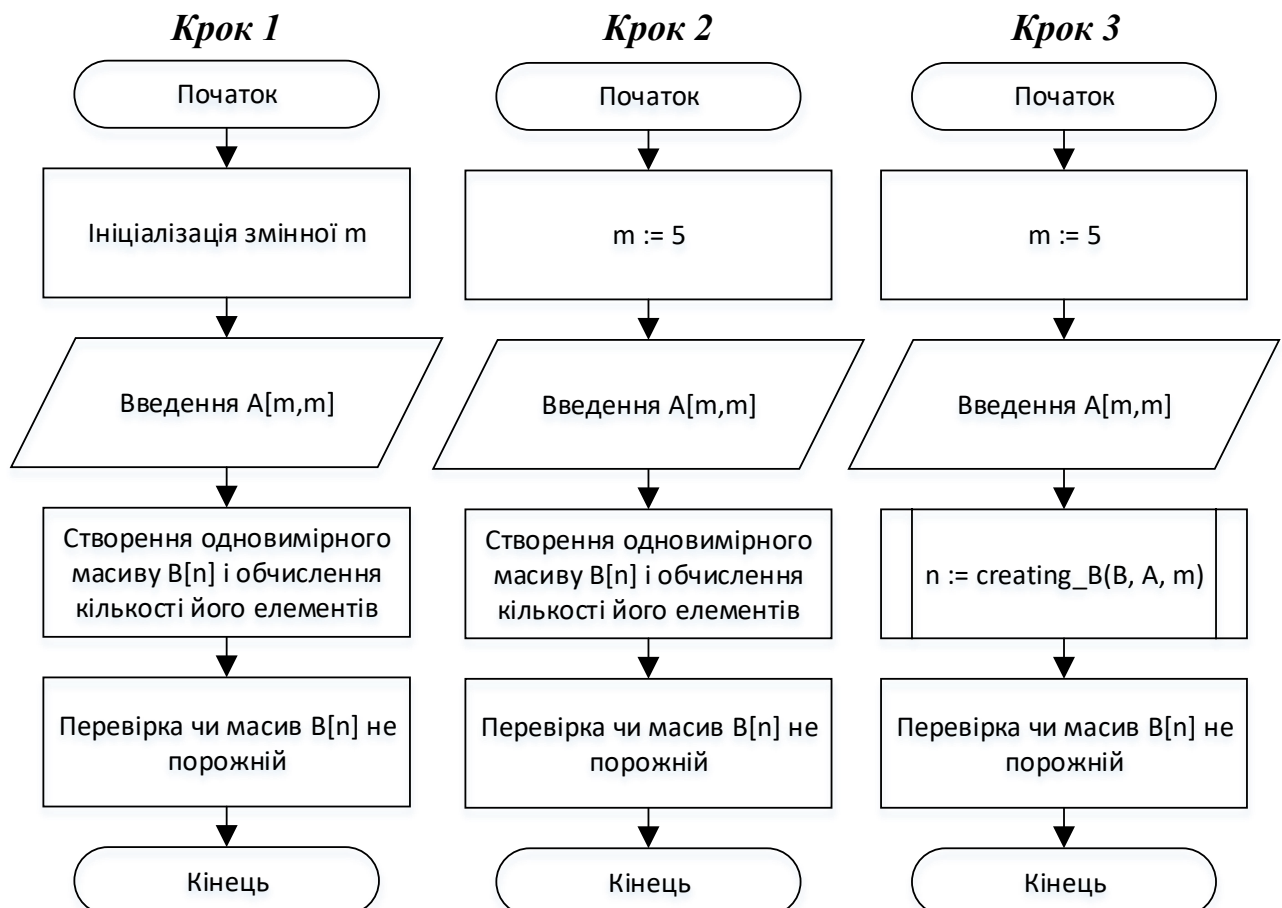 Крок 1
Початок
Ініціалізація змінної m
Введення A[m,m]
Створення одновимірного
масиву B[n] і обчислення
кількості його елементів
Перевірка чи масив B[n] не
порожній
Кінець
Крок 2
Початок
m := 5
Введення A[m,m]
Створення одновимірного
масиву B[n] і обчислення
кількості його елементів
Перевірка чи масив B[n] не
порожній
Кінець
Крок 3
Початок
m := 5
Введення A[m,m]
n := creating_B(B, A, m)
Перевірка чи масив B[n] не
порожній
Кінець